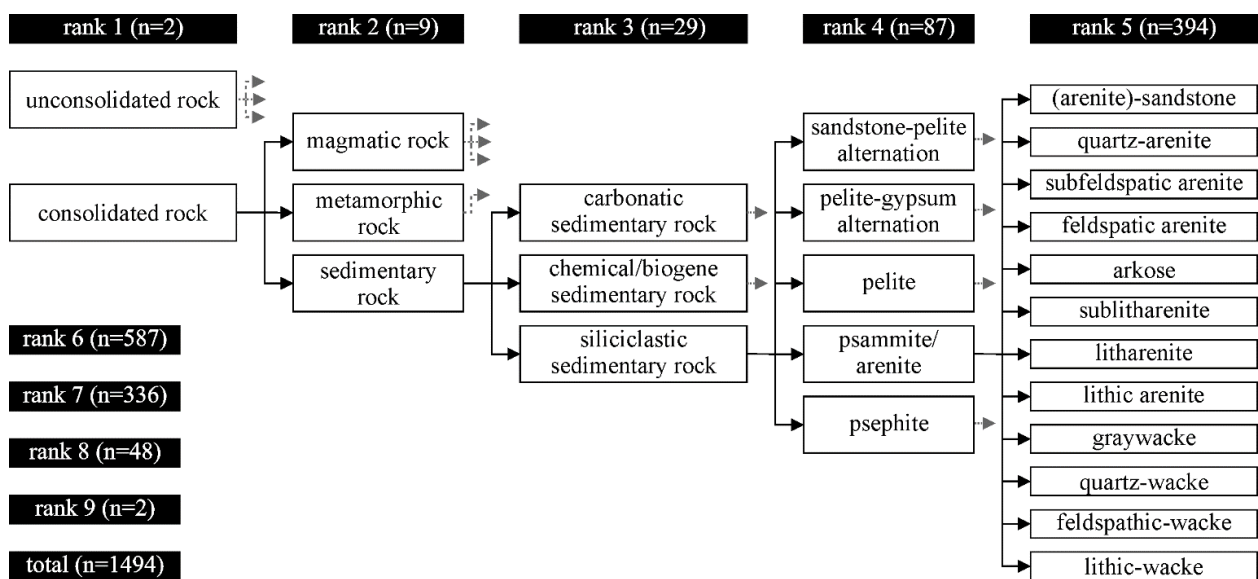 rank 1 (n=2)
rank 2 (n=9)
rank 3 (n=29)
rank 4 (n=87)
rank 5 (n=394)
unconsolidated rock
consolidated rock
magmatic rock
metamorphic
rock
sedimentary
rock
carbonatic
sedimentary rock
chemical/biogene
sedimentary rock
siliciclastic
sedimentary rock
sandstone-pelite
alternation
pelite-gypsum
alternation
pelite
psammite/
arenite
psephite
(arenite)-sandstone
quartz-arenite
subfeldspatic arenite
feldspatic arenite
arkose
sublitharenite
litharenite
lithic arenite
graywacke
quartz-wacke
feldspathic-wacke
lithic-wacke
rank 6 (n=587)
rank 7 (n=336)
rank 8 (n=48)
rank 9 (n=2)
total (n=1494)